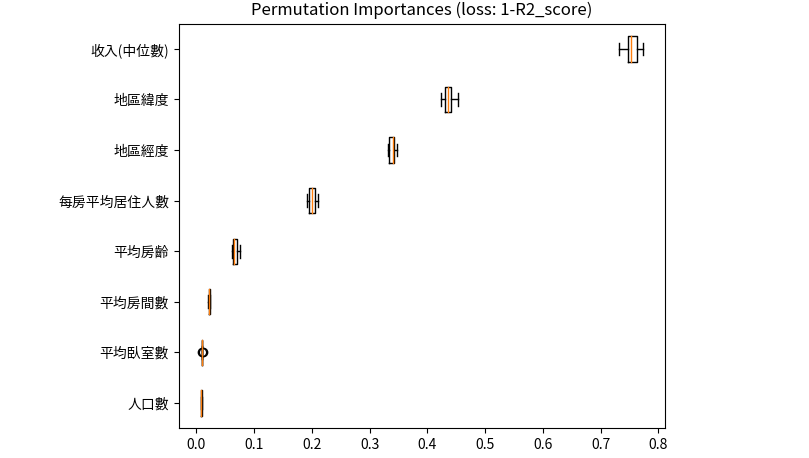 Permutation Importances (loss: 1-R2_score)
收入(中位數)
地區緯度
地區經度
每房平均居住人數
平均房齡
平均房間數
平均臥室數
人口數
0.0 0.1 0.2 0.3 0.4 0.5 0.6 0.7 0.8